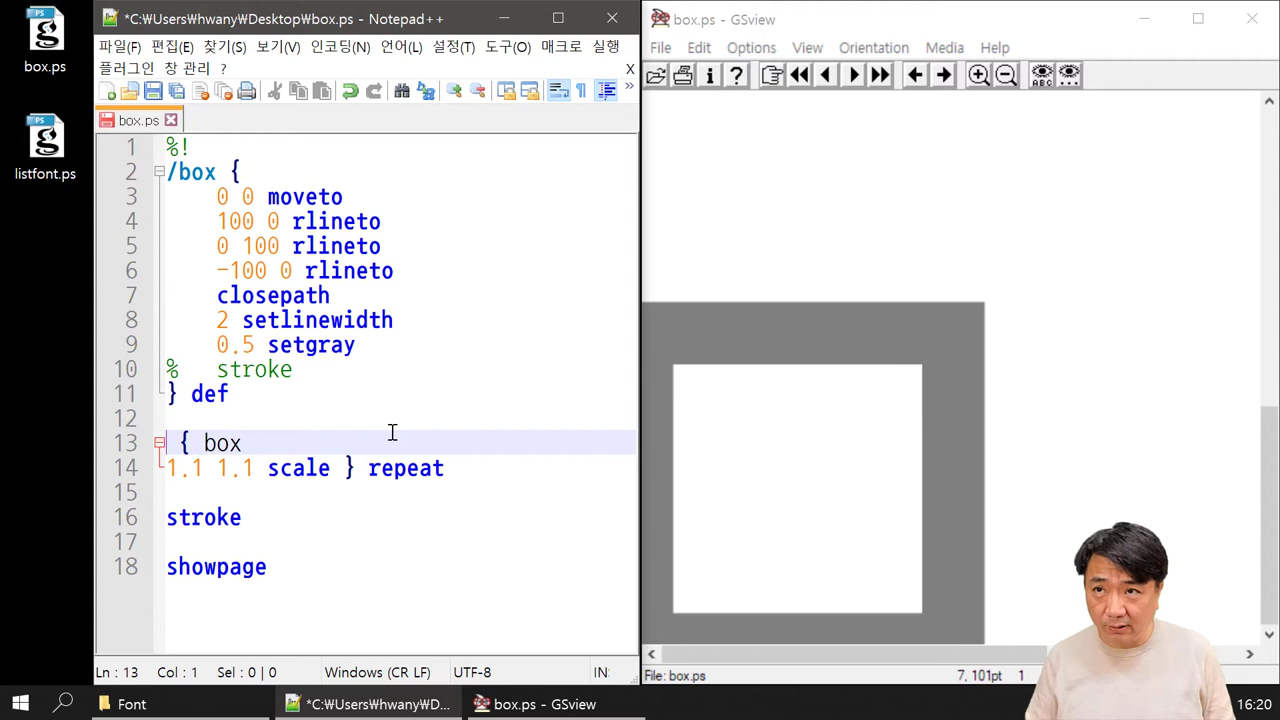 box.ps
listfont.ps
*C:₩Users₩hwany₩Desktop₩box.ps - Notepad++
파일(F) 편집(E) 찾기(S) 보기(V) 인코딩(N) 언어(L) 설정(T) 도구(O) 매크로 실행
플러그인 창 관리 ? X
box.ps
1 %!
2 /box {
3 0 0 moveto
4 100 0 rlineto
5 0 100 rlineto
6 -100 0 rlineto
7 closepath
8 2 setlinewidth
9 0.5 setgray
10 % stroke
11 } def
12
13 { box
14 1.1 1.1 scale } repeat
15
16 stroke
17
18 showpage
Ln : 13 Col : 1 Sel : 0 | 0 Windows (CR LF) UTF-8 IN:
box.ps - GSview
File Edit Options View Orientation Media Help
ABC
File: box.ps 7, 101pt 1
Font
*C:₩Users₩hwany₩D...
box.ps - GSview
16:20